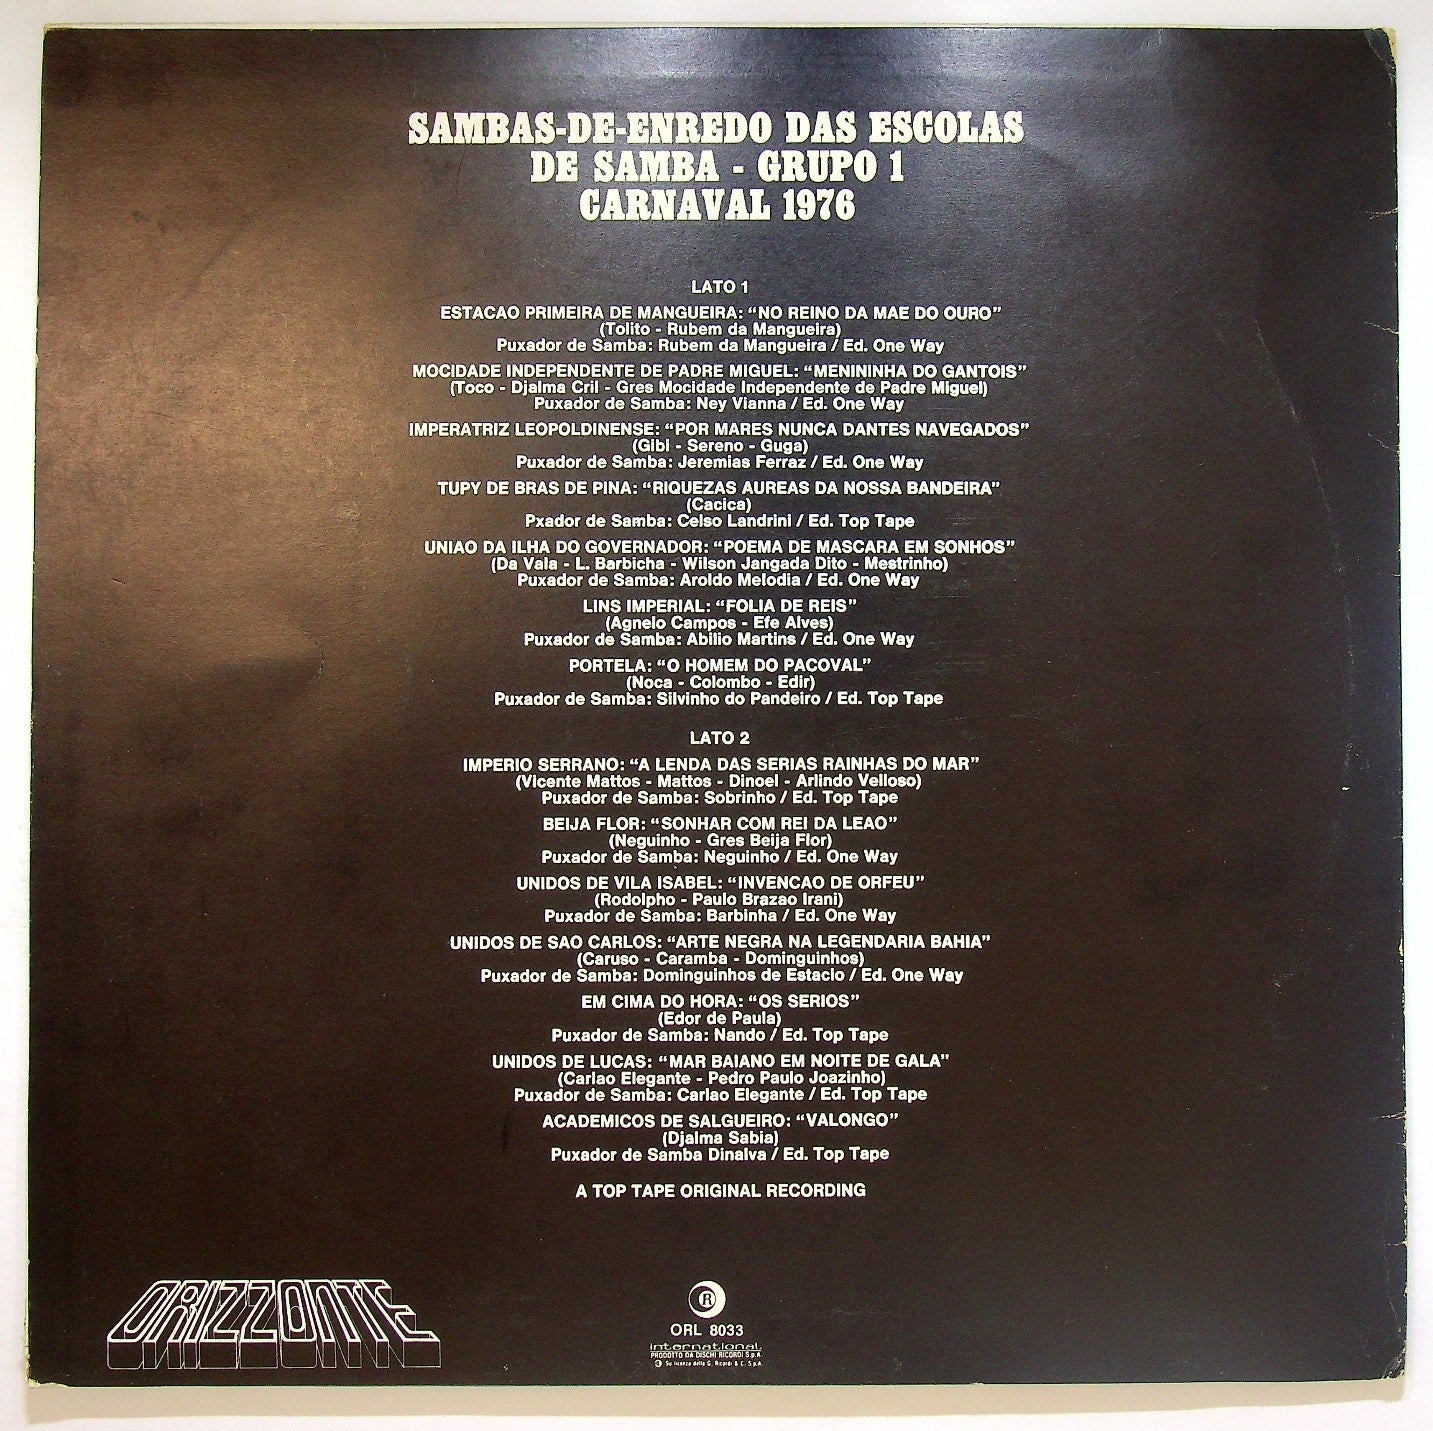 SAMBAS-DE-ENREDO DAS ESCOLAS
DE SAMBA - GRUPO 1
CARNAVAL 1976
LATO 1
ESTACAO PRIMEIRA DE MANGUEIRA: “NO REINO DA MAE DO OURO”
(Tolito - Rubem da Mangueira)
Puxador de Samba: Rubem da Mangueira / Ed. One Way
MOCIDADE INDEPENDENTE DE PADRE MIGUEL: “MENININHA DO GANTOIS”
(Toco - Djalma Cril - Gres Mocidade Independente de Padre Miguel)
Puxador de Samba: Ney Vianna / Ed. One Way
IMPERATRIZ LEOPOLDINENSE: “POR MARES NUNCA DANTES NAVEGADOS”
(Gibi - Sereno - Guga)
Puxador de Samba: Jeremias Ferraz / Ed. One Way
TUPY DE BRAS DE PINA: “RIQUEZAS AUREAS DA NOSSA BANDEIRA”
(Cacica)
Pxador de Samba: Celso Landrini / Ed. Top Tape
UNIAO DA ILHA DO GOVERNADOR: “POEMA DE MASCARA EM SONHOS”
(Da Vala - L. Barbicha - Wilson Jangada Dito - Mestrinho)
Puxador de Samba: Aroldo Melodia / Ed. One Way
LINS IMPERIAL: “FOLIA DE REIS”
(Agnelo Campos - Efe Alves)
Puxador de Samba: Abilio Martins / Ed. One Way
PORTELA: “O HOMEM DO PACOVAL”
(Noca - Colombo - Edir)
Puxador de Samba: Silvinho do Pandeiro / Ed. Top Tape
LATO 2
IMPERIO SERRANO: “A LENDA DAS SERIAS RAINHAS DO MAR”
(Vicente Mattos - Mattos - Dinoel - Arlindo Velloso)
Puxador de Samba: Sobrinho / Ed. Top Tape
BEIJA FLOR: “SONHAR COM REI DA LEAO”
(Neguinho - Gres Beija Flor)
Puxador de Samba: Neguinho / Ed. One Way
UNIDOS DE VILA ISABEL: “INVENCAO DE ORFEU”
(Rodolpho - Paulo Brazao Irani)
Puxador de Samba: Barbinha / Ed. One Way
UNIDOS DE SAO CARLOS: “ARTE NEGRA NA LEGENDARIA BAHIA”
(Caruso - Caramba - Dominguinhos)
Puxador de Samba: Dominguinhos de Estacio / Ed. One Way
EM CIMA DO HORA: “OS SERIOS”
(Edor de Paula)
Puxador de Samba: Nando / Ed. Top Tape
UNIDOS DE LUCAS: “MAR BAIANO EM NOITE DE GALA”
(Carlao Elegante - Pedro Paulo Joazinho)
Puxador de Samba: Carlao Elegante / Ed. Top Tape
ACADEMICOS DE SALGUEIRO: “VALONGO”
(Djalma Sabia)
Puxador de Samba Dinalva / Ed. Top Tape
A TOP TAPE ORIGINAL RECORDING
ORIZZONTE
R
ORL 8033
international
PRODOTTO DA DISCHI RICORDI S.p.A.
Su licenza della G. Ricordi & C. S.p.A.